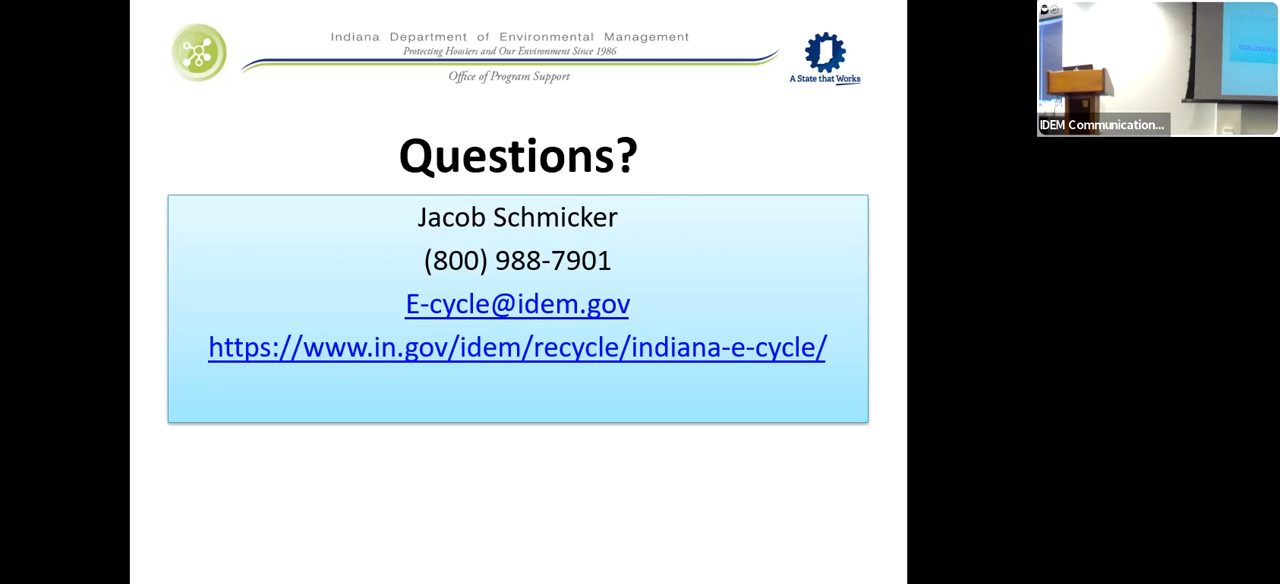 Indiana Department of Environmental Management
Protecting Hoosiers and Our Environment Since 1986
Office of Program Support
A State that Works
Questions?
Jacob Schmicker
(800) 988-7901
E-cycle@idem.gov
https://www.in.gov/idem/recycle/indiana-e-cycle/
IDEM Communication...